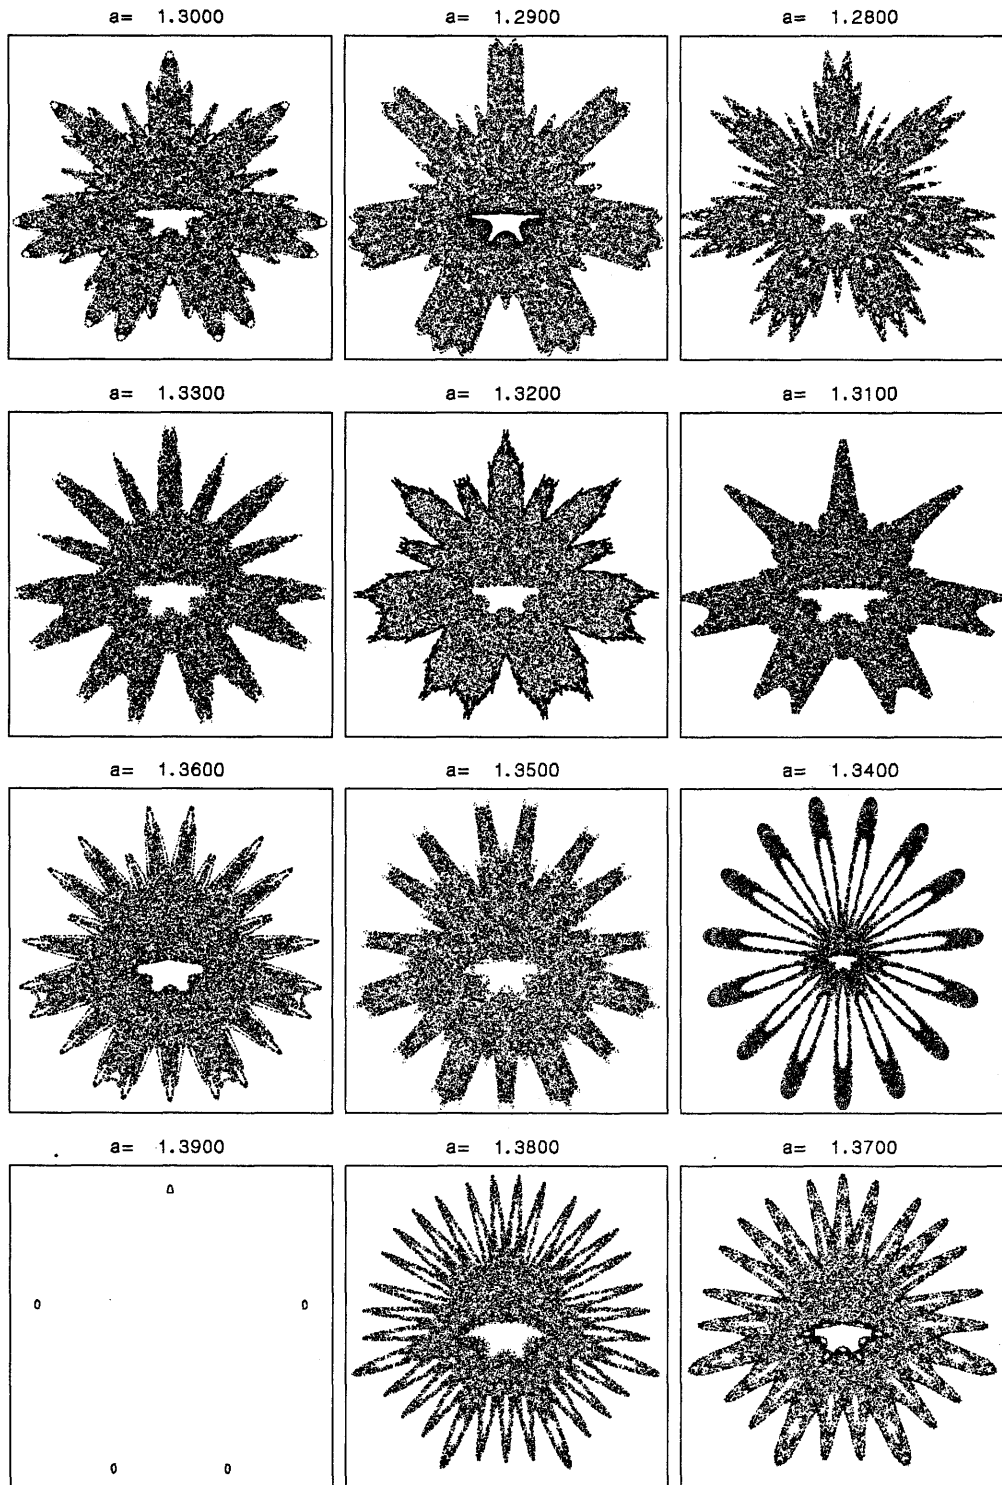 a= 1.3000
a= 1.2900
a= 1.2800
a= 1.3300
a= 1.3200
a= 1.3100
a= 1.3600
a= 1.3500
a= 1.3400
a= 1.3900
a= 1.3800
a= 1.3700